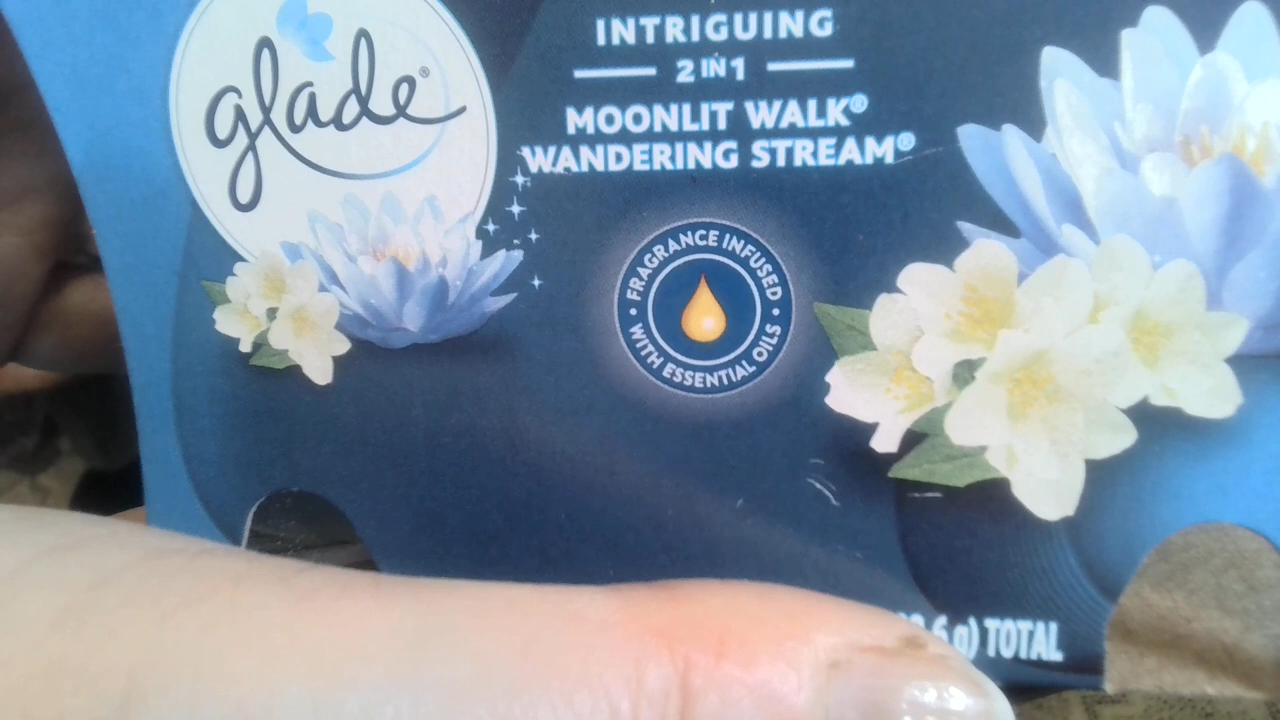 glade®
INTRIGUING
2 IN 1
MOONLIT WALK®
WANDERING STREAM®
FRAGRANCE INFUSED
• WITH ESSENTIAL OILS •
g) TOTAL